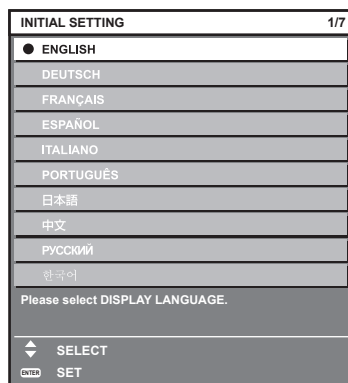 INITIAL SETTING 1/7
ENGLISH
DEUTSCH
FRANÇAIS
ESPAÑOL
ITALIANO
PORTUGUÊS
日本語
中文
РУССКИЙ
한국어
Please select DISPLAY LANGUAGE.
SELECT
ENTER SET